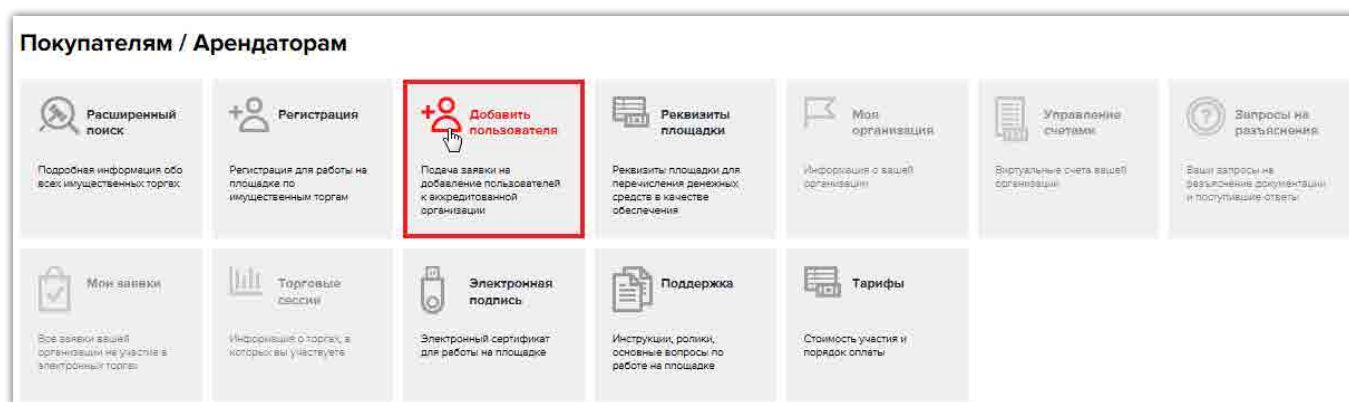 Покупателям / Арендаторам
Расширенный
поиск
Подробная информация обо
всех имущественных торгах
Регистрация
Регистрация для работы на
площадке по
имущественным торгам
Добавить
пользователя
Подача заявки на
добавление пользователей
к аккредитованной
организации
Реквизиты
площадки
Реквизиты площадки для
перечисления денежных
средств в качестве
обеспечения
Моя
организация
Информация о вашей
организации
Управление
счетами
Виртуальные счета вашей
организации
Запросы на
разъяснения
Ваши запросы на
разъяснение документации
и поступившие ответы
Мои заявки
Все заявки вашей
организации на участие в
электронных торгах
Торговые
сессии
Информация о торгах, в
которых вы участвуете
Электронная
подпись
Электронный сертификат
для работы на площадке
Поддержка
Инструкции, ролики,
основные вопросы по
работе на площадке
Тарифы
Стоимость участия и
порядок оплаты